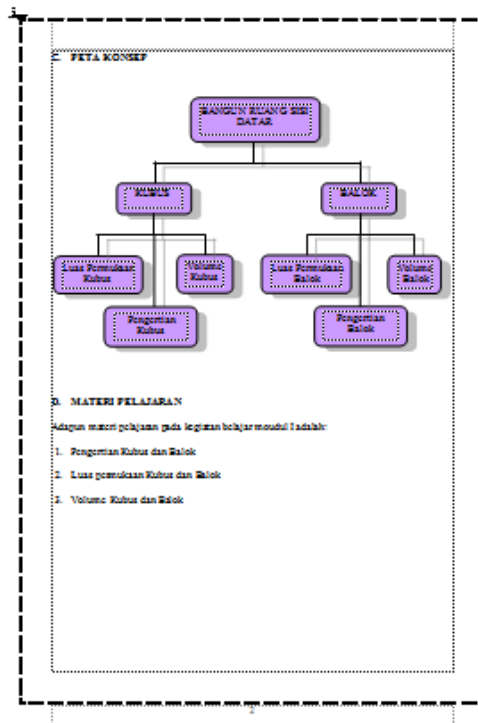 C. PETA KONSEP
BANGUN RUANG SISI
DATAR
KUBUS
BALOK
Luas Permukaan
Kubus
Volume
Kubus
Luas Permukaan
Balok
Volume
Balok
Pengertian
Kubus
Pengertian
Balok
D. MATERI PELAJARAN
Adapun materi pelajaran pada kegiatan belajar moudul I adalah:
1. Pengertian Kubus dan Balok
2. Luas permukaan Kubus dan Balok
3. Volume Kubus dan Balok
2